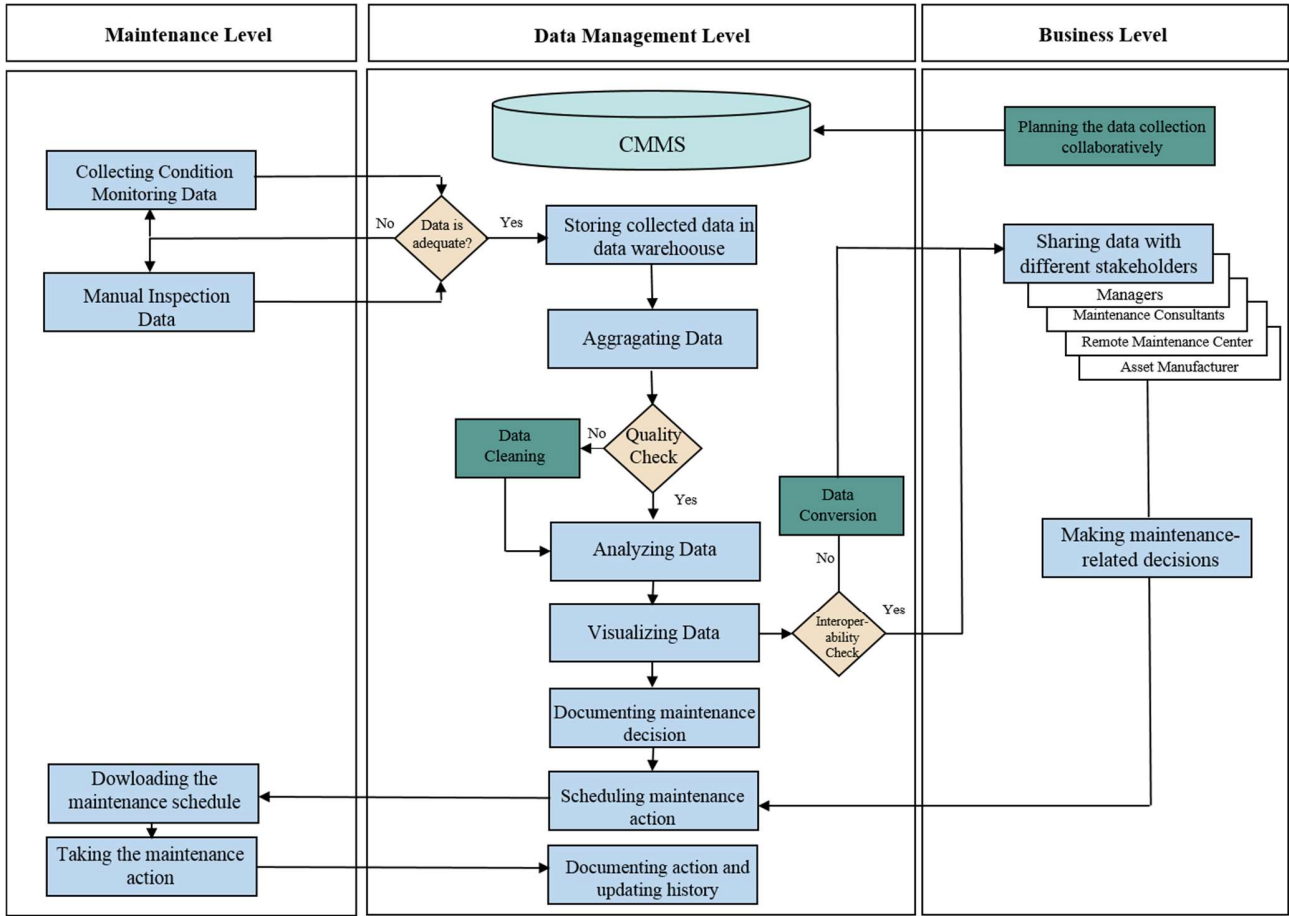 Maintenance Level
Data Management Level
Business Level
CMMS
Planning the data collection
collaboratively
Collecting Condition
Monitoring Data
No
Data is
adequate?
Yes
Storing collected data in
data warehoouse
Sharing data with
different stakeholders
Managers
Maintenance Consultants
Remote Maintenance Center
Asset Manufacturer
Manual Inspection
Data
Aggragating Data
Data
Cleaning
No
Quality
Check
Yes
Data
Conversion
No
Analyzing Data
Making maintenance-
related decisions
Visualizing Data
Interoper-
ability
Check
Yes
Documenting maintenance
decision
Dowloading the
maintenance schedule
Scheduling maintenance
action
Taking the maintenance
action
Documenting action and
updating history